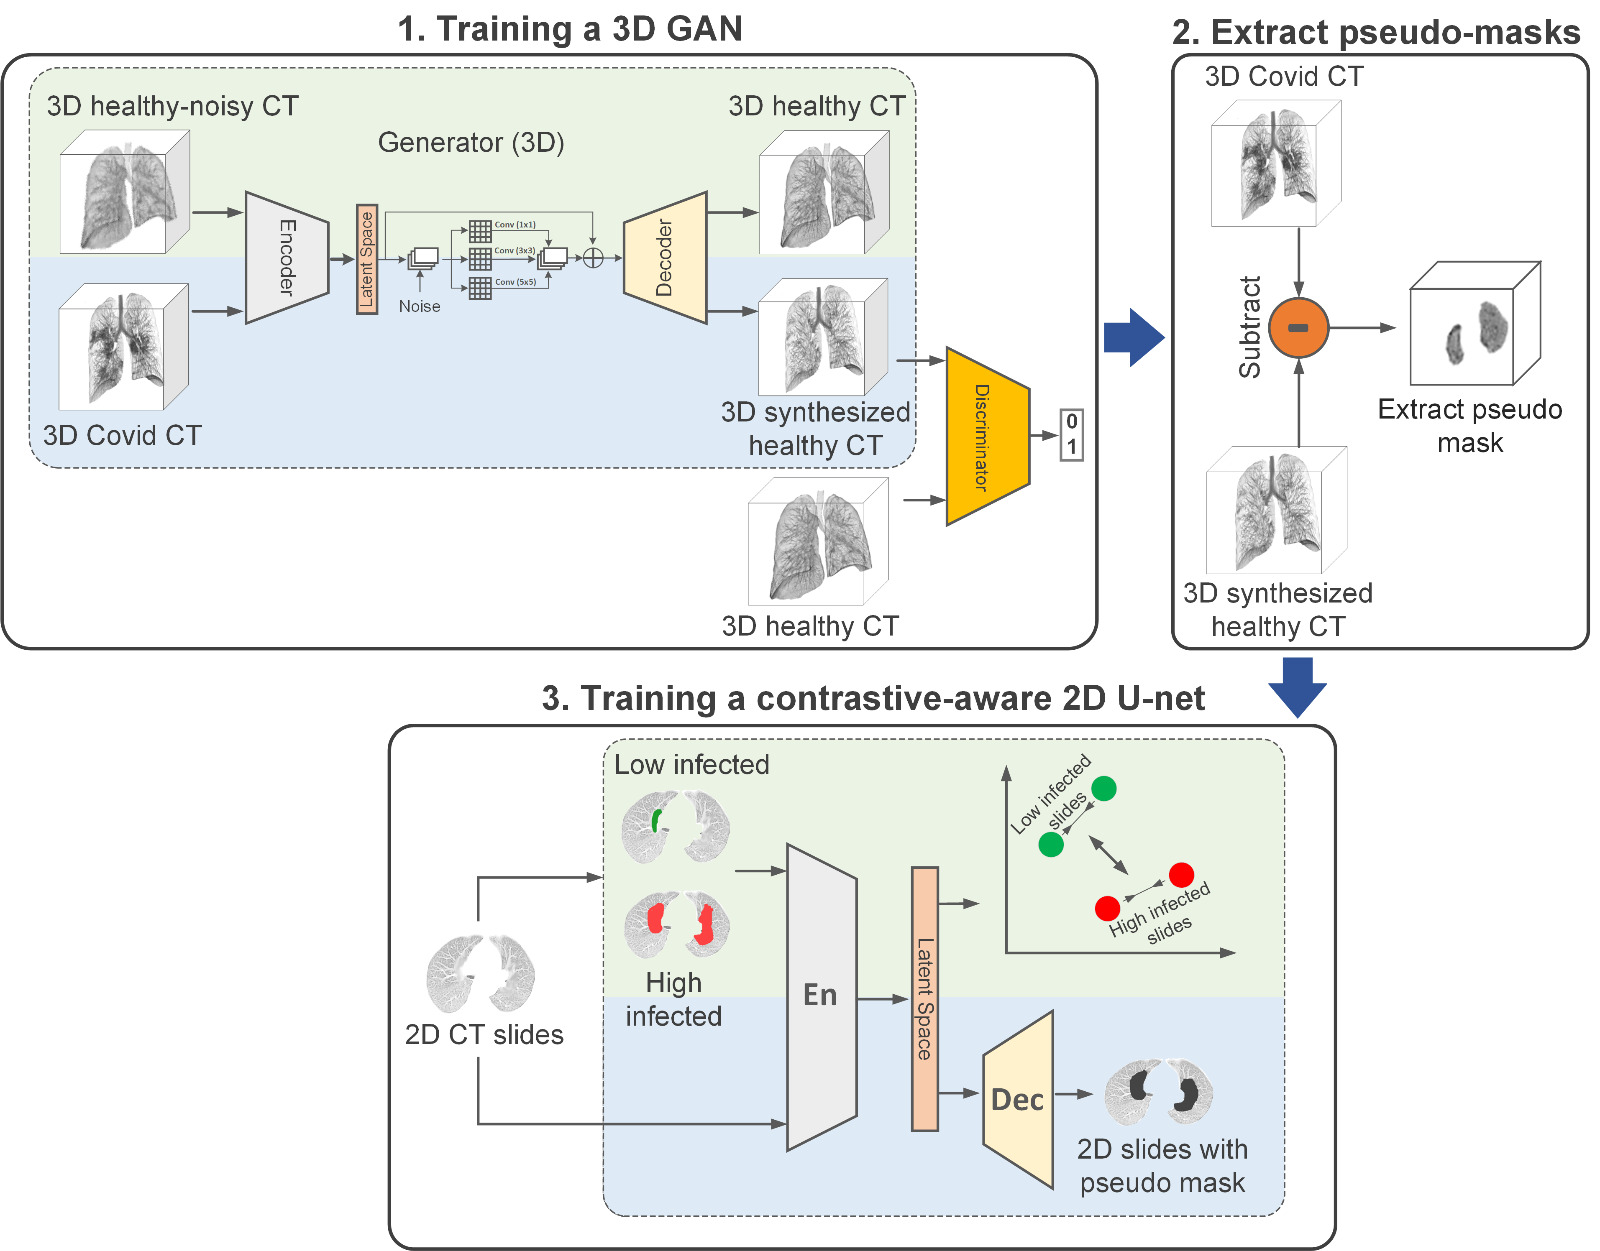 1. Training a 3D GAN
3D healthy-noisy CT
Generator (3D)
3D healthy CT
Encoder
Latent Space
Noise
Conv (1x1)
Conv (3x3)
Conv (5x5)
Decoder
3D Covid CT
3D synthesized
healthy CT
Discriminator
0
1
3D healthy CT
2. Extract pseudo-masks
3D Covid CT
Subtract
-
Extract pseudo
mask
3D synthesized
healthy CT
3. Training a contrastive-aware 2D U-net
2D CT slides
Low infected
High
infected
En
Latent Space
Low infected
slides
High infected
slides
Dec
2D slides with
pseudo mask